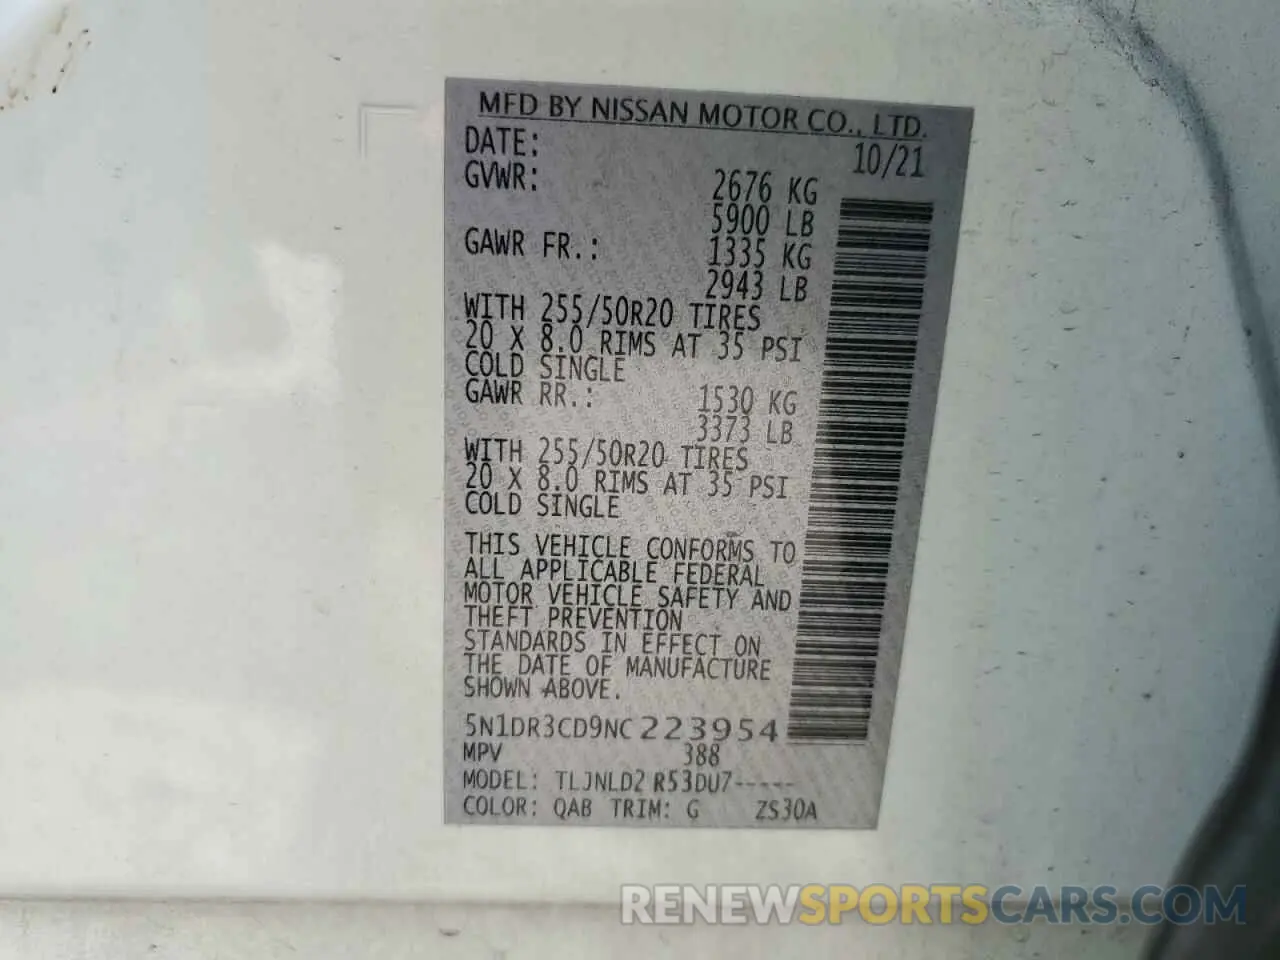 MFD BY NISSAN MOTOR CO., LTD.
DATE: 10/21
GVWR: 2676 KG
5900 LB
GAWR FR.: 1335 KG
2943 LB
WITH 255/50R20 TIRES
20 X 8.0 RIMS AT 35 PSI
COLD SINGLE
GAWR RR.: 1530 KG
3373 LB
WITH 255/50R20 TIRES
20 X 8.0 RIMS AT 35 PSI
COLD SINGLE
THIS VEHICLE CONFORMS TO
ALL APPLICABLE FEDERAL
MOTOR VEHICLE SAFETY AND
THEFT PREVENTION
STANDARDS IN EFFECT ON
THE DATE OF MANUFACTURE
SHOWN ABOVE.
5N1DR3CD9NC223954
MPV 388
MODEL: TLJNLD2 R53DU7-----
COLOR: QAB TRIM: G ZS30A
RENEWSPORTSCARS.COM